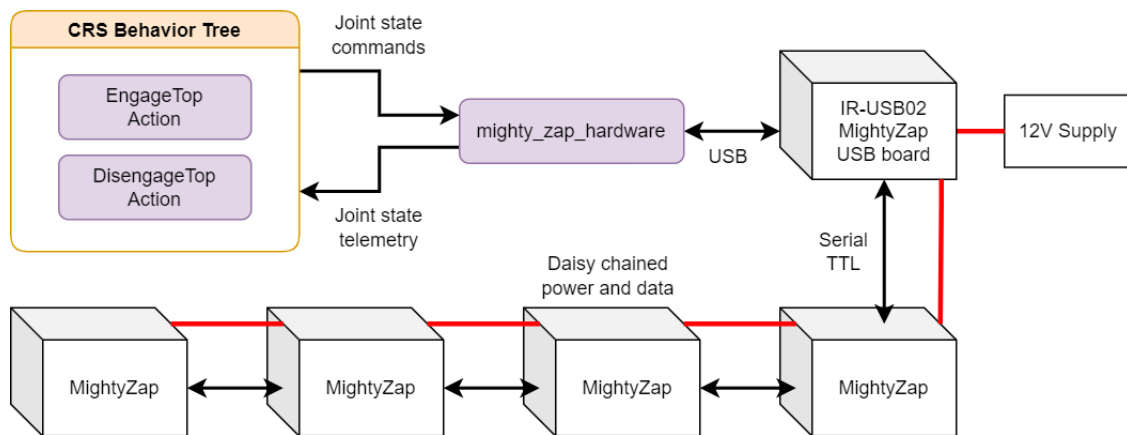 CRS Behavior Tree
EngageTop
Action
DisengageTop
Action
Joint state
commands
Joint state
telemetry
mighty_zap_hardware
USB
IR-USB02
MightyZap
USB board
12V Supply
Serial
TTL
Daisy chained
power and data
MightyZap
MightyZap
MightyZap
MightyZap